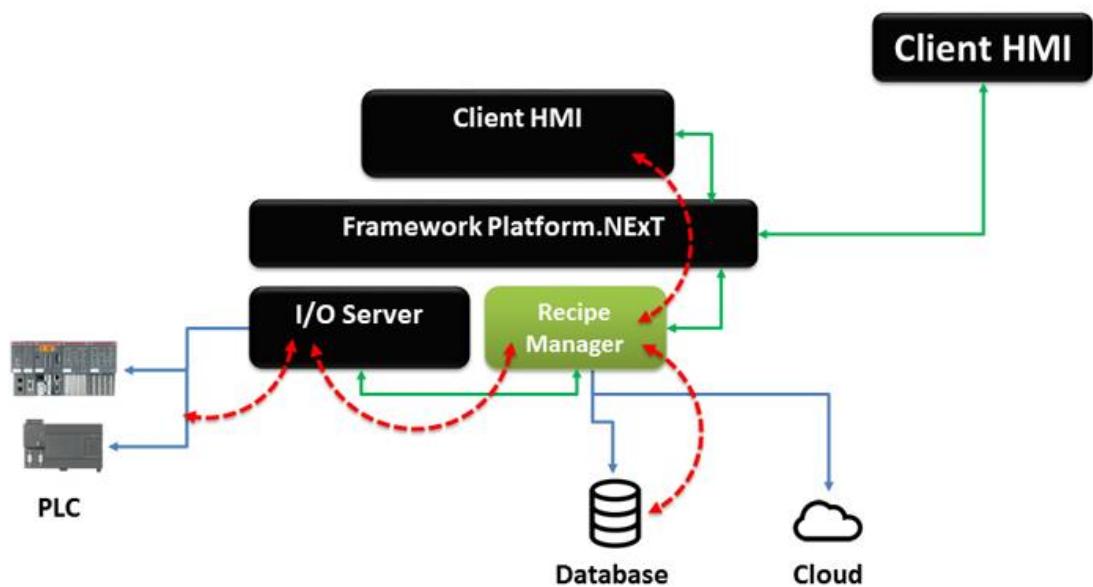 Client HMI
Client HMI
Framework Platform.NExT
I/O Server
Recipe
Manager
PLC
Database
Cloud